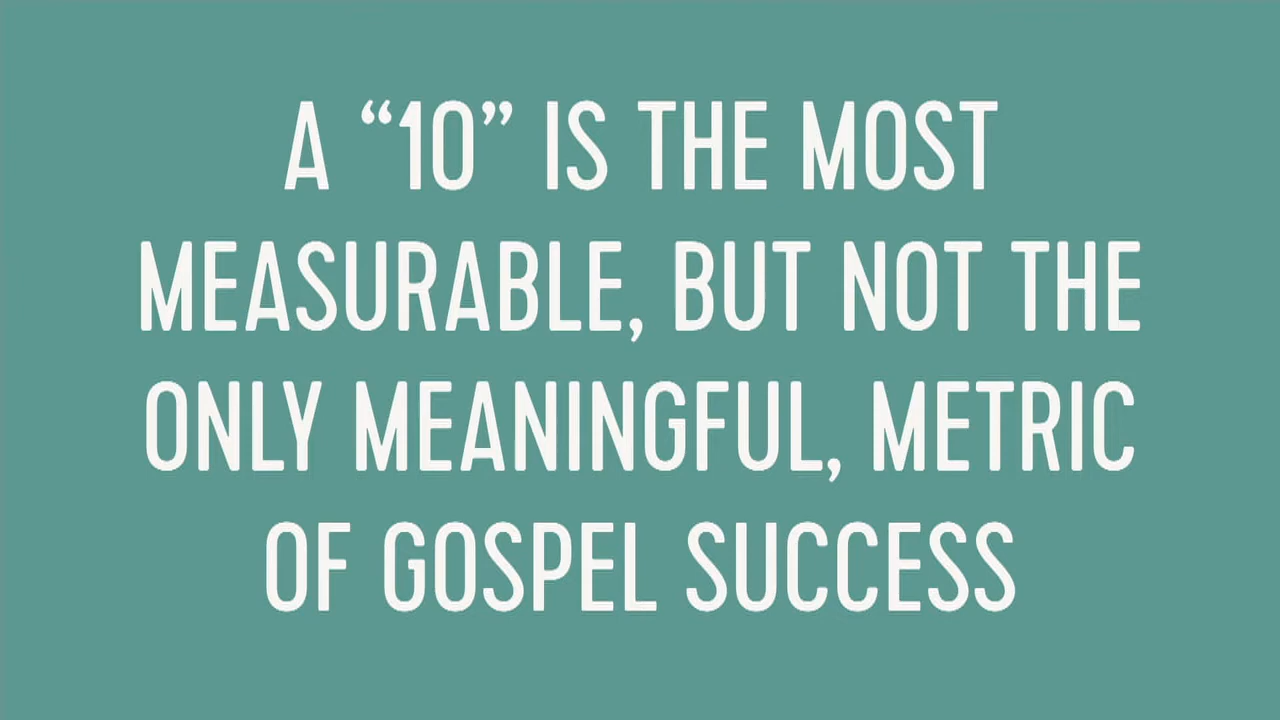 A “10” IS THE MOST
MEASURABLE, BUT NOT THE
ONLY MEANINGFUL, METRIC
OF GOSPEL SUCCESS